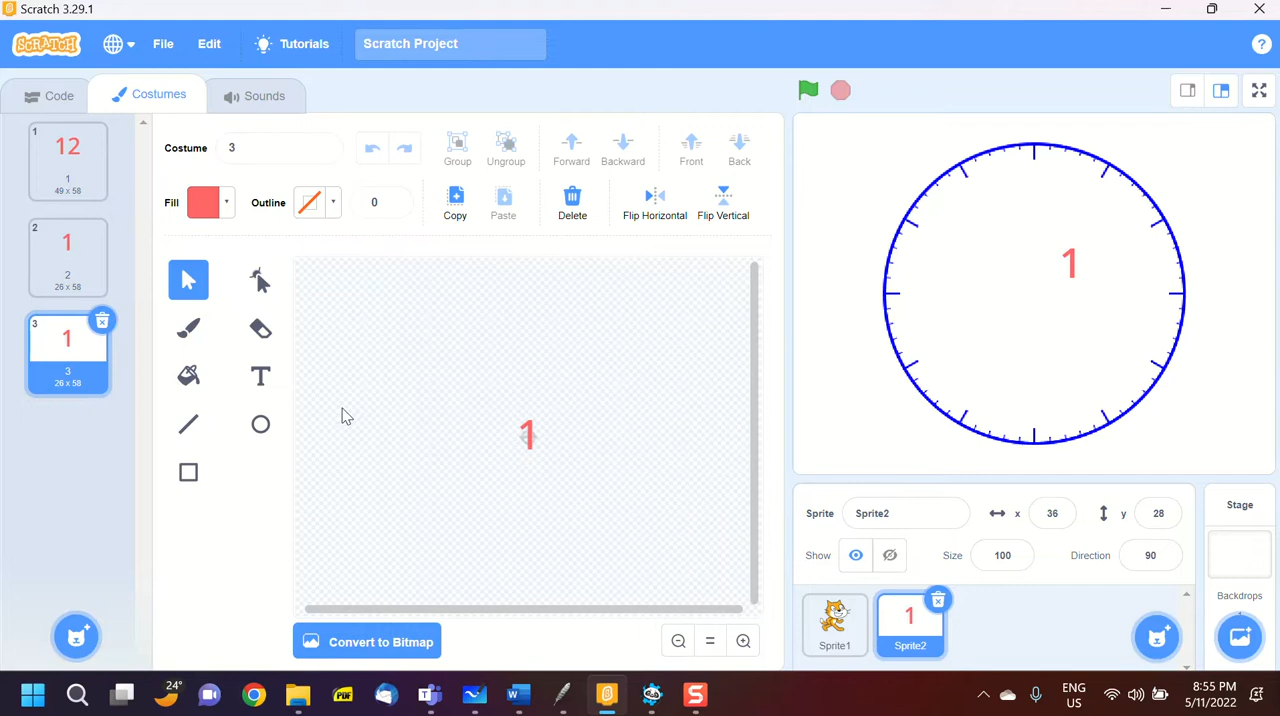 Scratch 3.29.1
SCRATCH
File
Edit
Tutorials
Scratch Project
?
Code
Costumes
Sounds
1
12
1
49 x 58
2
1
2
26 x 58
3
1
3
26 x 58
Costume
3
Group
Ungroup
Forward
Backward
Front
Back
Fill
Outline
0
Copy
Paste
Delete
Flip Horizontal
Flip Vertical
T
1
Convert to Bitmap
1
Sprite
Sprite2
x
36
y
28
Show
Size
100
Direction
90
Sprite1
1
Sprite2
Stage
Backdrops
24°
PDF
ENG
US
8:55 PM
5/11/2022